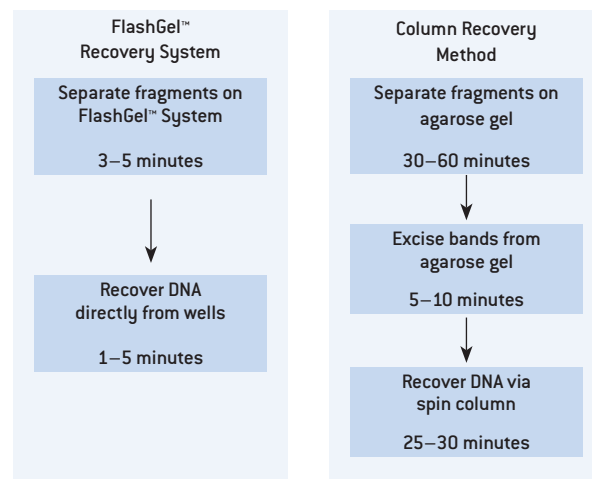 FlashGel™
Recovery System
Separate fragments on
FlashGel™ System
3–5 minutes
Recover DNA
directly from wells
1–5 minutes
Column Recovery
Method
Separate fragments on
agarose gel
30–60 minutes
Excise bands from
agarose gel
5–10 minutes
Recover DNA via
spin column
25–30 minutes